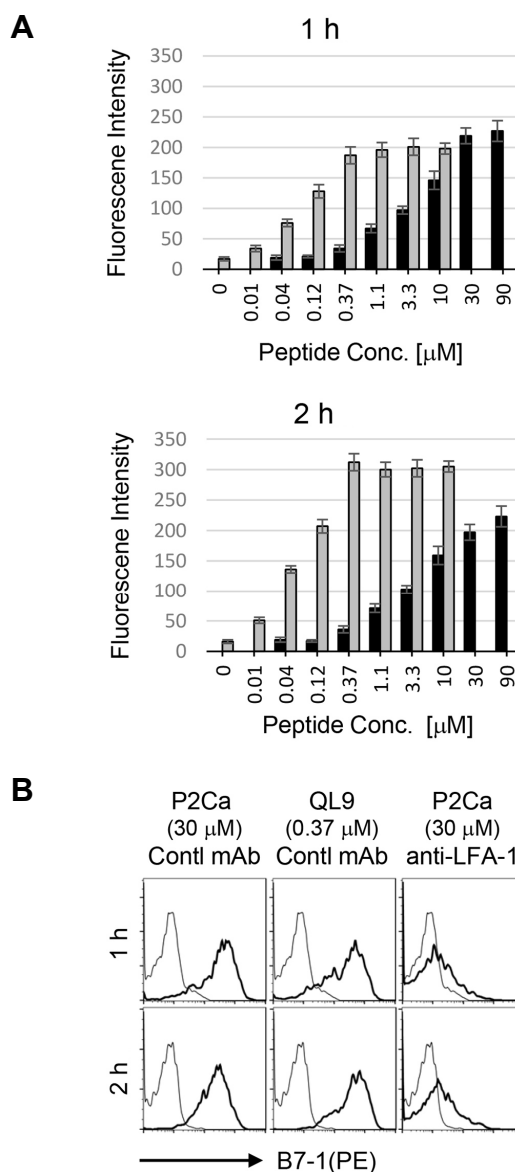 A
1 h
350
300
250
200
150
100
50
0
Fluorescene Intensity
0 0.01 0.04 0.12 0.37 1.1 3.3 10 30 90
Peptide Conc. [μM]
2 h
350
300
250
200
150
100
50
0
Fluorescene Intensity
0 0.01 0.04 0.12 0.37 1.1 3.3 10 30 90
Peptide Conc. [μM]
B
P2Ca QL9 P2Ca
(30 μM) (0.37 μM) (30 μM)
Contl mAb Contl mAb anti-LFA-1
1 h
2 h
B7-1(PE)